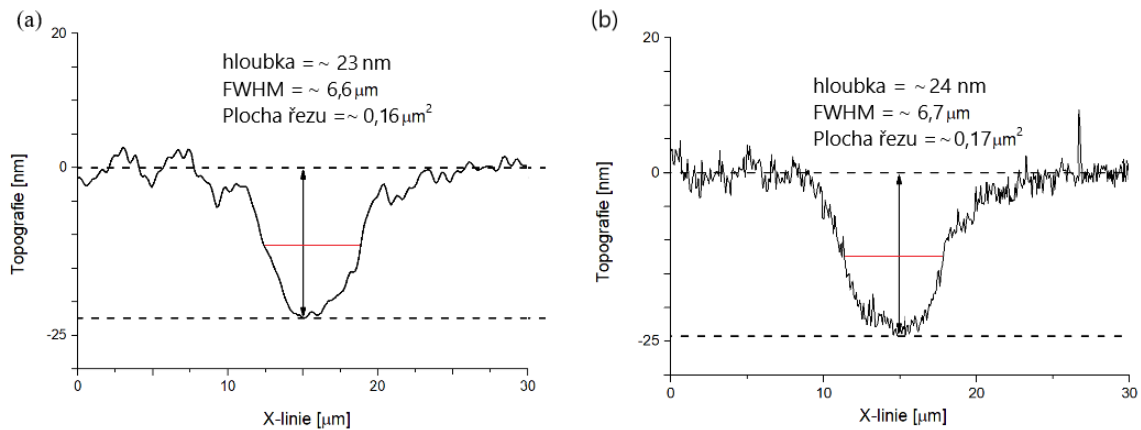 (a)
20
hloubka = ~ 23 nm
FWHM = ~ 6,6 μm
Plocha řezu = ~ 0,16 μm²
0
Topografie [nm]
-25
0
10
20
30
X-linie [μm]
(b)
20
hloubka = ~24 nm
FWHM = ~ 6,7 μm
Plocha řezu = ~ 0,17μm²
0
Topografie [nm]
-25
0
10
20
30
X-linie [μm]